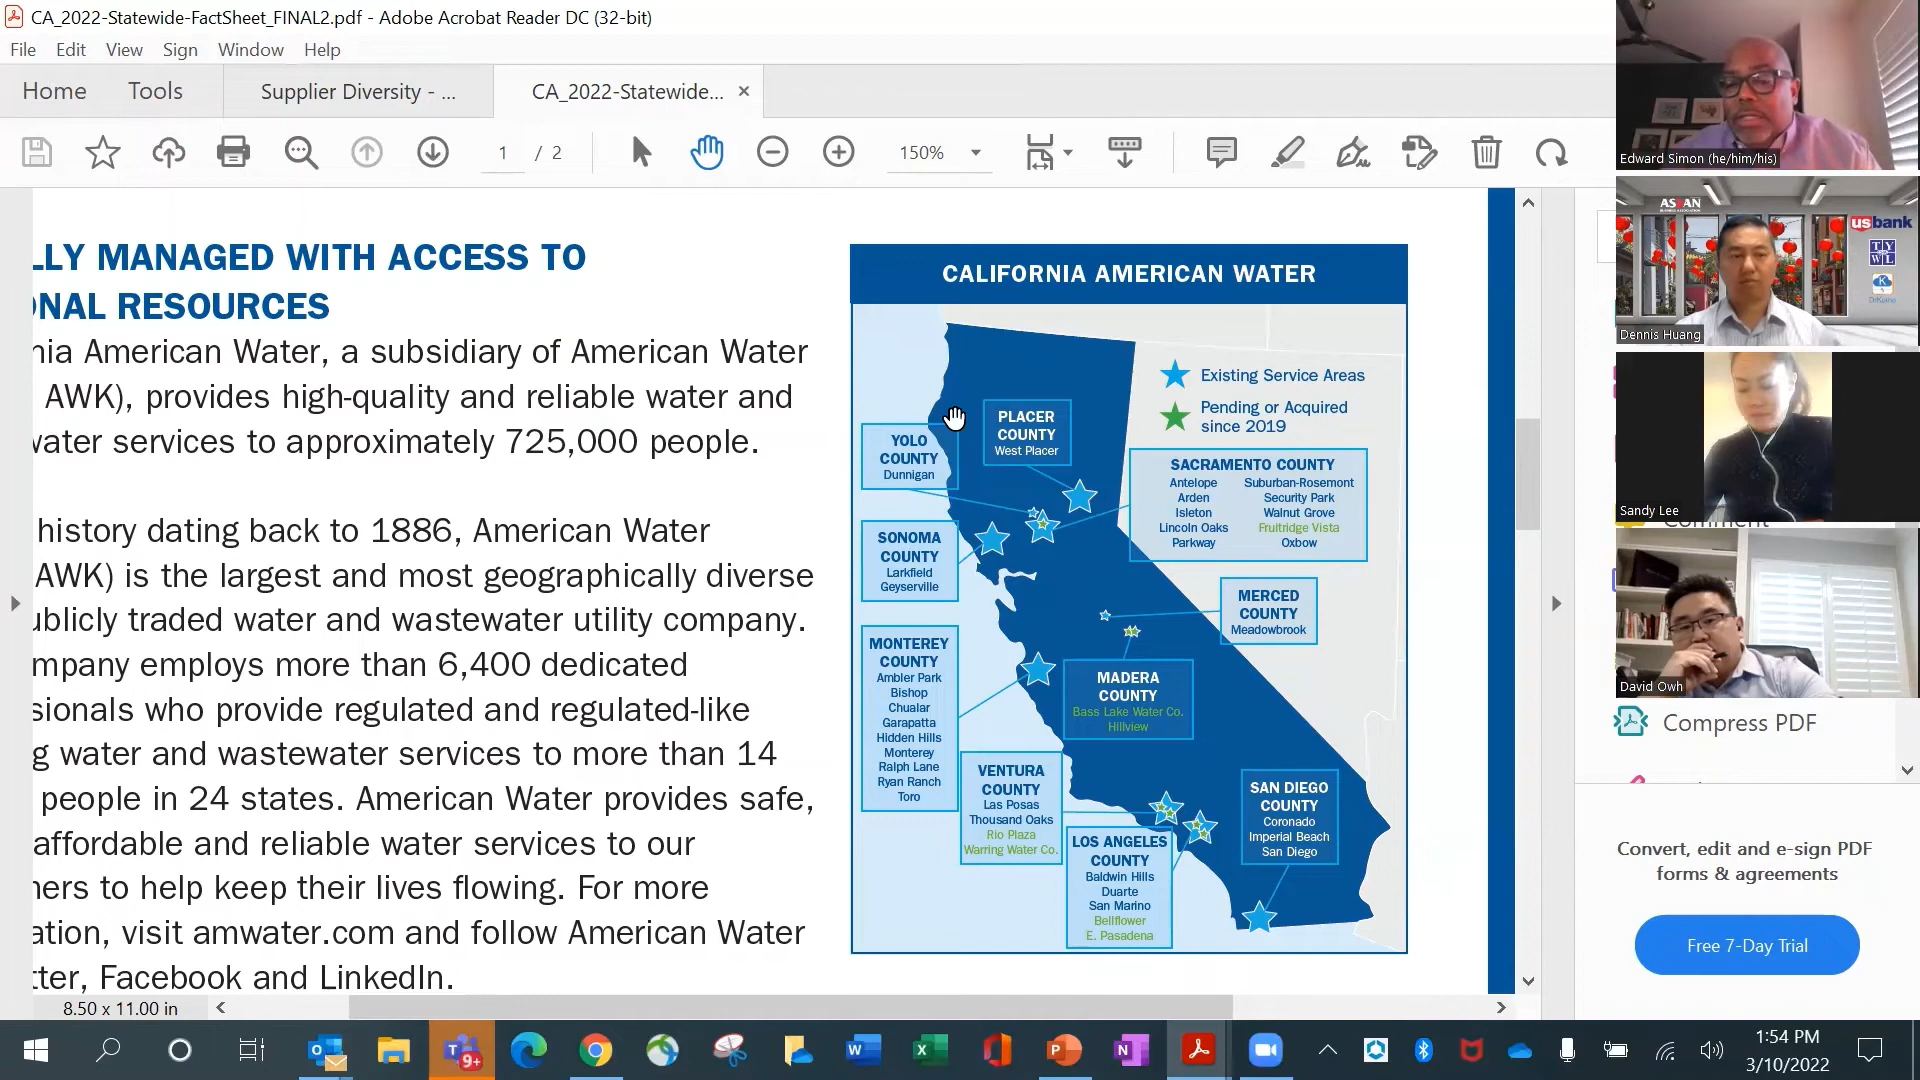 CA_2022-Statewide-FactSheet_FINAL2.pdf - Adobe Acrobat Reader DC (32-bit)
File Edit View Sign Window Help
Home Tools Supplier Diversity - ... CA_2022-Statewide... ×
1 / 2 150%
LLY MANAGED WITH ACCESS TO
ONAL RESOURCES
nia American Water, a subsidiary of American Water
AWK), provides high-quality and reliable water and
water services to approximately 725,000 people.
history dating back to 1886, American Water
AWK) is the largest and most geographically diverse
ublicly traded water and wastewater utility company.
mpany employs more than 6,400 dedicated
sionals who provide regulated and regulated-like
g water and wastewater services to more than 14
people in 24 states. American Water provides safe,
affordable and reliable water services to our
ners to help keep their lives flowing. For more
ation, visit amwater.com and follow American Water
tter, Facebook and LinkedIn.
8.50 x 11.00 in
CALIFORNIA AMERICAN WATER
Existing Service Areas
Pending or Acquired
since 2019
PLACER
COUNTY
West Placer
YOLO
COUNTY
Dunnigan
SACRAMENTO COUNTY
Antelope Suburban-Rosemont
Arden Security Park
Isleton Walnut Grove
Lincoln Oaks Fruitridge Vista
Parkway Oxbow
SONOMA
COUNTY
Larkfield
Geyserville
MERCED
COUNTY
Meadowbrook
MONTEREY
COUNTY
Ambler Park
Bishop
Chualar
Garapatta
Hidden Hills
Monterey
Ralph Lane
Ryan Ranch
Toro
MADERA
COUNTY
Bass Lake Water Co.
Hillview
VENTURA
COUNTY
Las Posas
Thousand Oaks
Rio Plaza
Warring Water Co.
LOS ANGELES
COUNTY
Baldwin Hills
Duarte
San Marino
Bellflower
E. Pasadena
SAN DIEGO
COUNTY
Coronado
Imperial Beach
San Diego
Edward Simon (he/him/his)
ASIAN
usbank
TY
WL
Dennis Huang
Sandy Lee
Comment
David Owh
Compress PDF
Convert, edit and e-sign PDF
forms & agreements
Free 7-Day Trial
9+
1:54 PM
3/10/2022